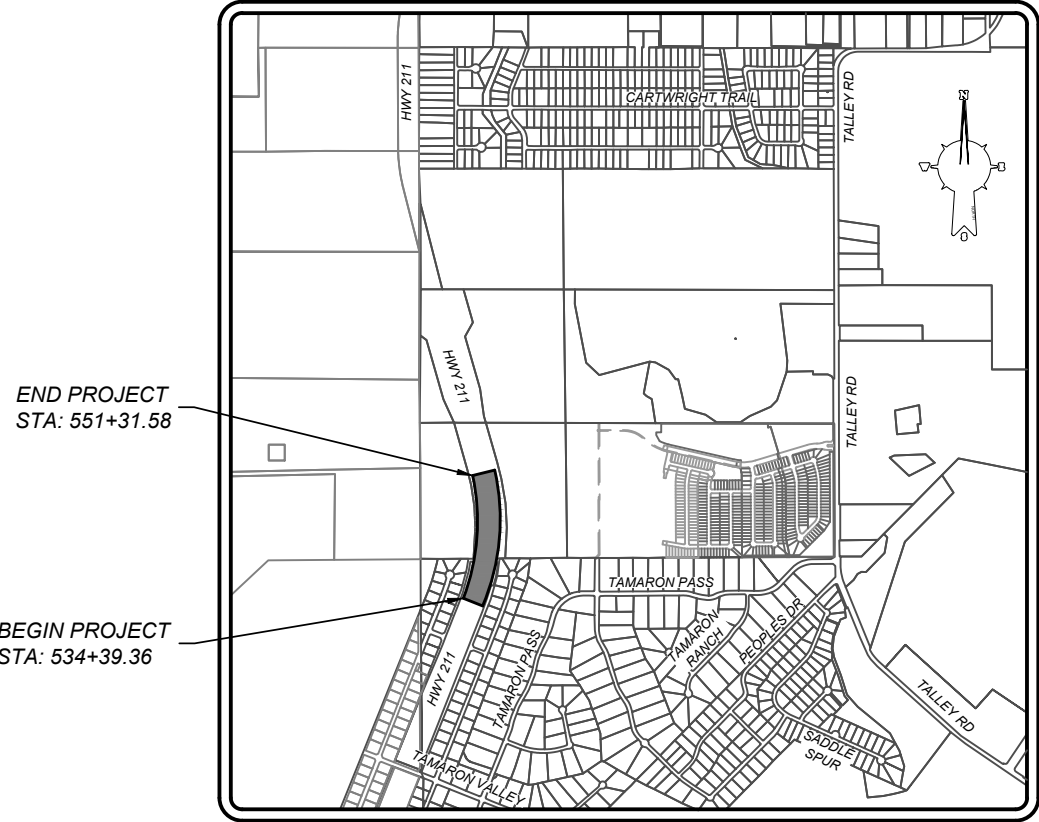 HWY 211
CARTWRIGHT TRAIL
TALLEY RD
N
HWY 211
END PROJECT
STA: 551+31.58
TALLEY RD
BEGIN PROJECT
STA: 534+39.36
TAMARON PASS
TAMARON
RANCH
PEOPLES DR
HWY 211
TAMARON PASS
TALLEY RD
SADDLE
SPUR
TAMARON VALLEY